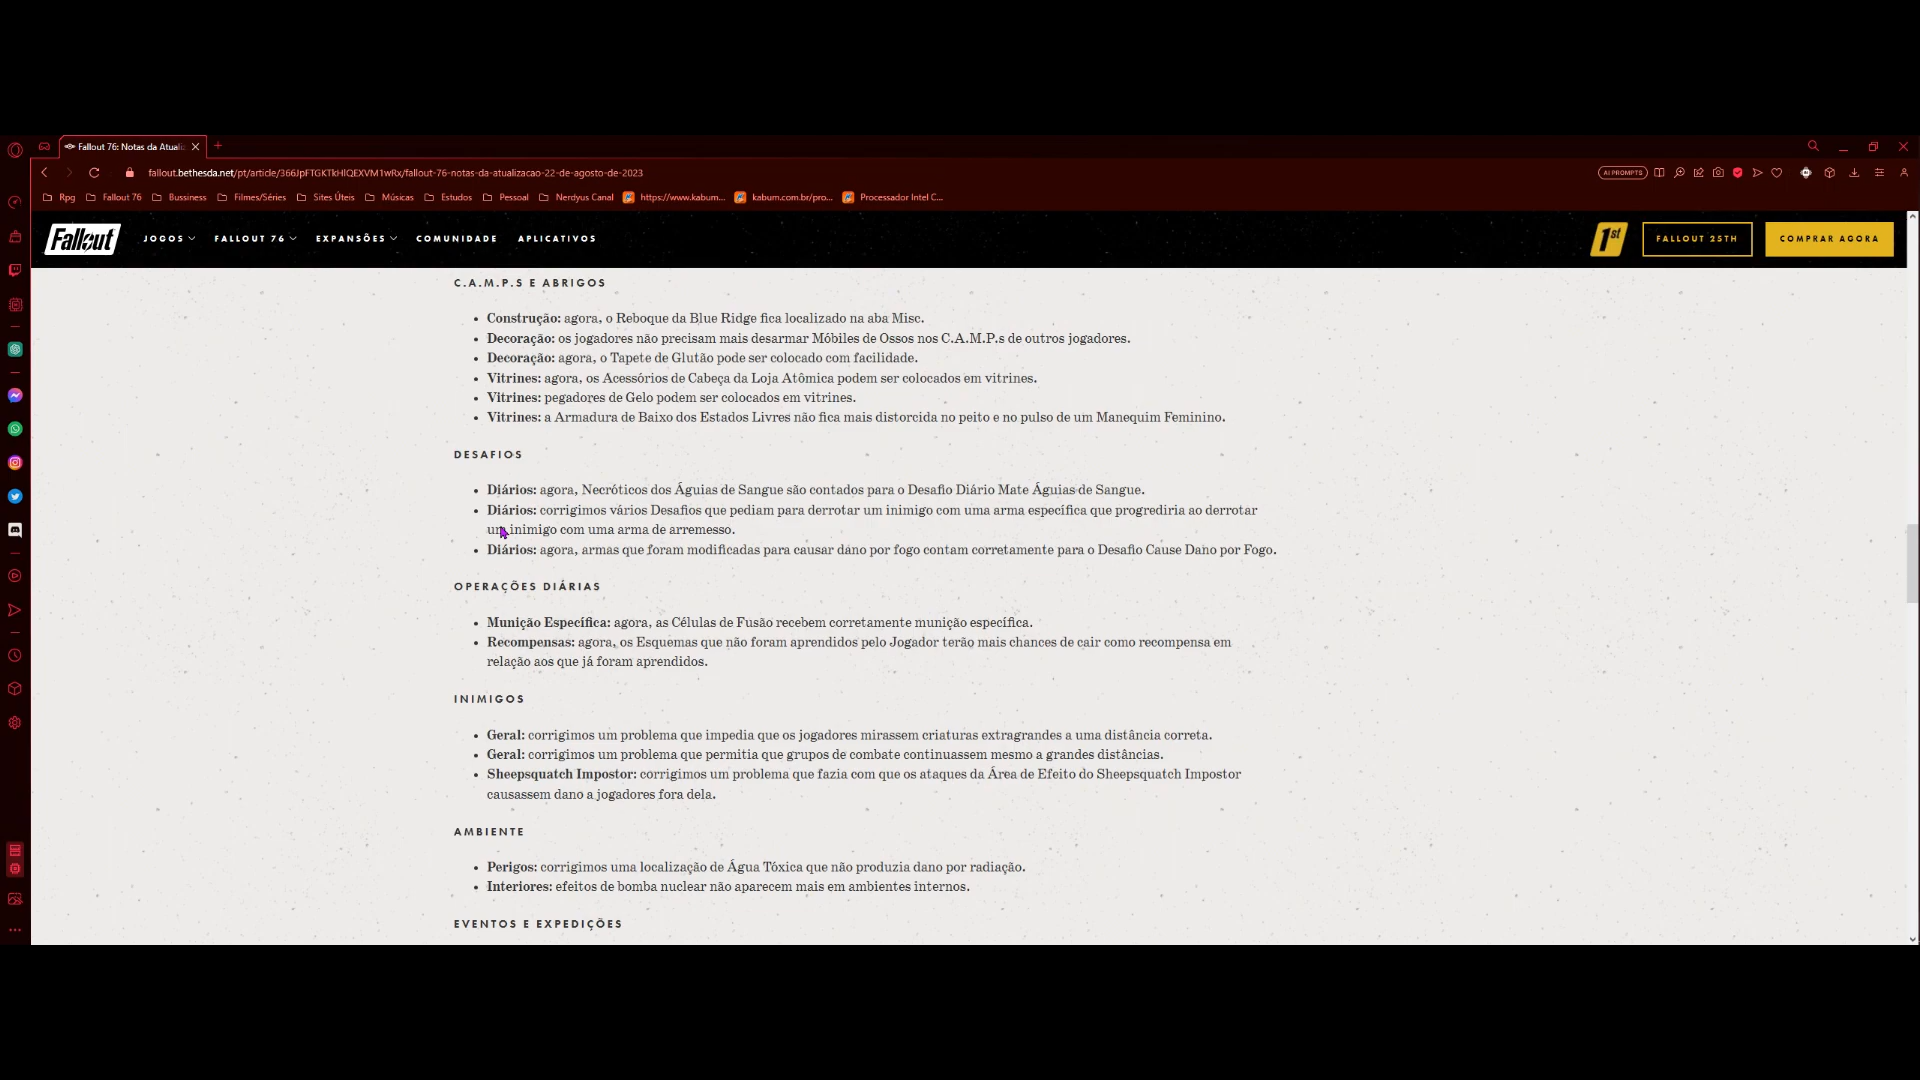 Fallout 76: Notas da Atuali
fallout.bethesda.net/pt/article/366JpFTGKTkHlQEXVM1wRx/fallout-76-notas-da-atualizacao-22-de-agosto-de-2023
AI PROMPTS
Rpg Fallout 76 Bussiness Filmes/Séries Sites Úteis Músicas Estudos Pessoal Nerdyus Canal https://www.kabum... kabum.com.br/pro... Processador Intel C...
Fallout JOGOS FALLOUT 76 EXPANSÕES COMUNIDADE APLICATIVOS 1st FALLOUT 25TH COMPRAR AGORA
C.A.M.P.S E ABRIGOS
• Construção: agora, o Reboque da Blue Ridge fica localizado na aba Misc.
• Decoração: os jogadores não precisam mais desarmar Móbiles de Ossos nos C.A.M.P.s de outros jogadores.
• Decoração: agora, o Tapete de Glutão pode ser colocado com facilidade.
• Vitrines: agora, os Acessórios de Cabeça da Loja Atômica podem ser colocados em vitrines.
• Vitrines: pegadores de Gelo podem ser colocados em vitrines.
• Vitrines: a Armadura de Baixo dos Estados Livres não fica mais distorcida no peito e no pulso de um Manequim Feminino.
DESAFIOS
• Diários: agora, Necróticos dos Águias de Sangue são contados para o Desafio Diário Mate Águias de Sangue.
• Diários: corrigimos vários Desafios que pediam para derrotar um inimigo com uma arma específica que progrediria ao derrotar
um inimigo com uma arma de arremesso.
• Diários: agora, armas que foram modificadas para causar dano por fogo contam corretamente para o Desafio Cause Dano por Fogo.
OPERAÇÕES DIÁRIAS
• Munição Específica: agora, as Células de Fusão recebem corretamente munição específica.
• Recompensas: agora, os Esquemas que não foram aprendidos pelo Jogador terão mais chances de cair como recompensa em
relação aos que já foram aprendidos.
INIMIGOS
• Geral: corrigimos um problema que impedia que os jogadores mirassem criaturas extragrandes a uma distância correta.
• Geral: corrigimos um problema que permitia que grupos de combate continuassem mesmo a grandes distâncias.
• Sheepsquatch Impostor: corrigimos um problema que fazia com que os ataques da Área de Efeito do Sheepsquatch Impostor
causassem dano a jogadores fora dela.
AMBIENTE
• Perigos: corrigimos uma localização de Água Tóxica que não produzia dano por radiação.
• Interiores: efeitos de bomba nuclear não aparecem mais em ambientes internos.
EVENTOS E EXPEDIÇÕES